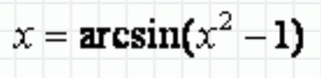 x = arcsin(x² − 1)